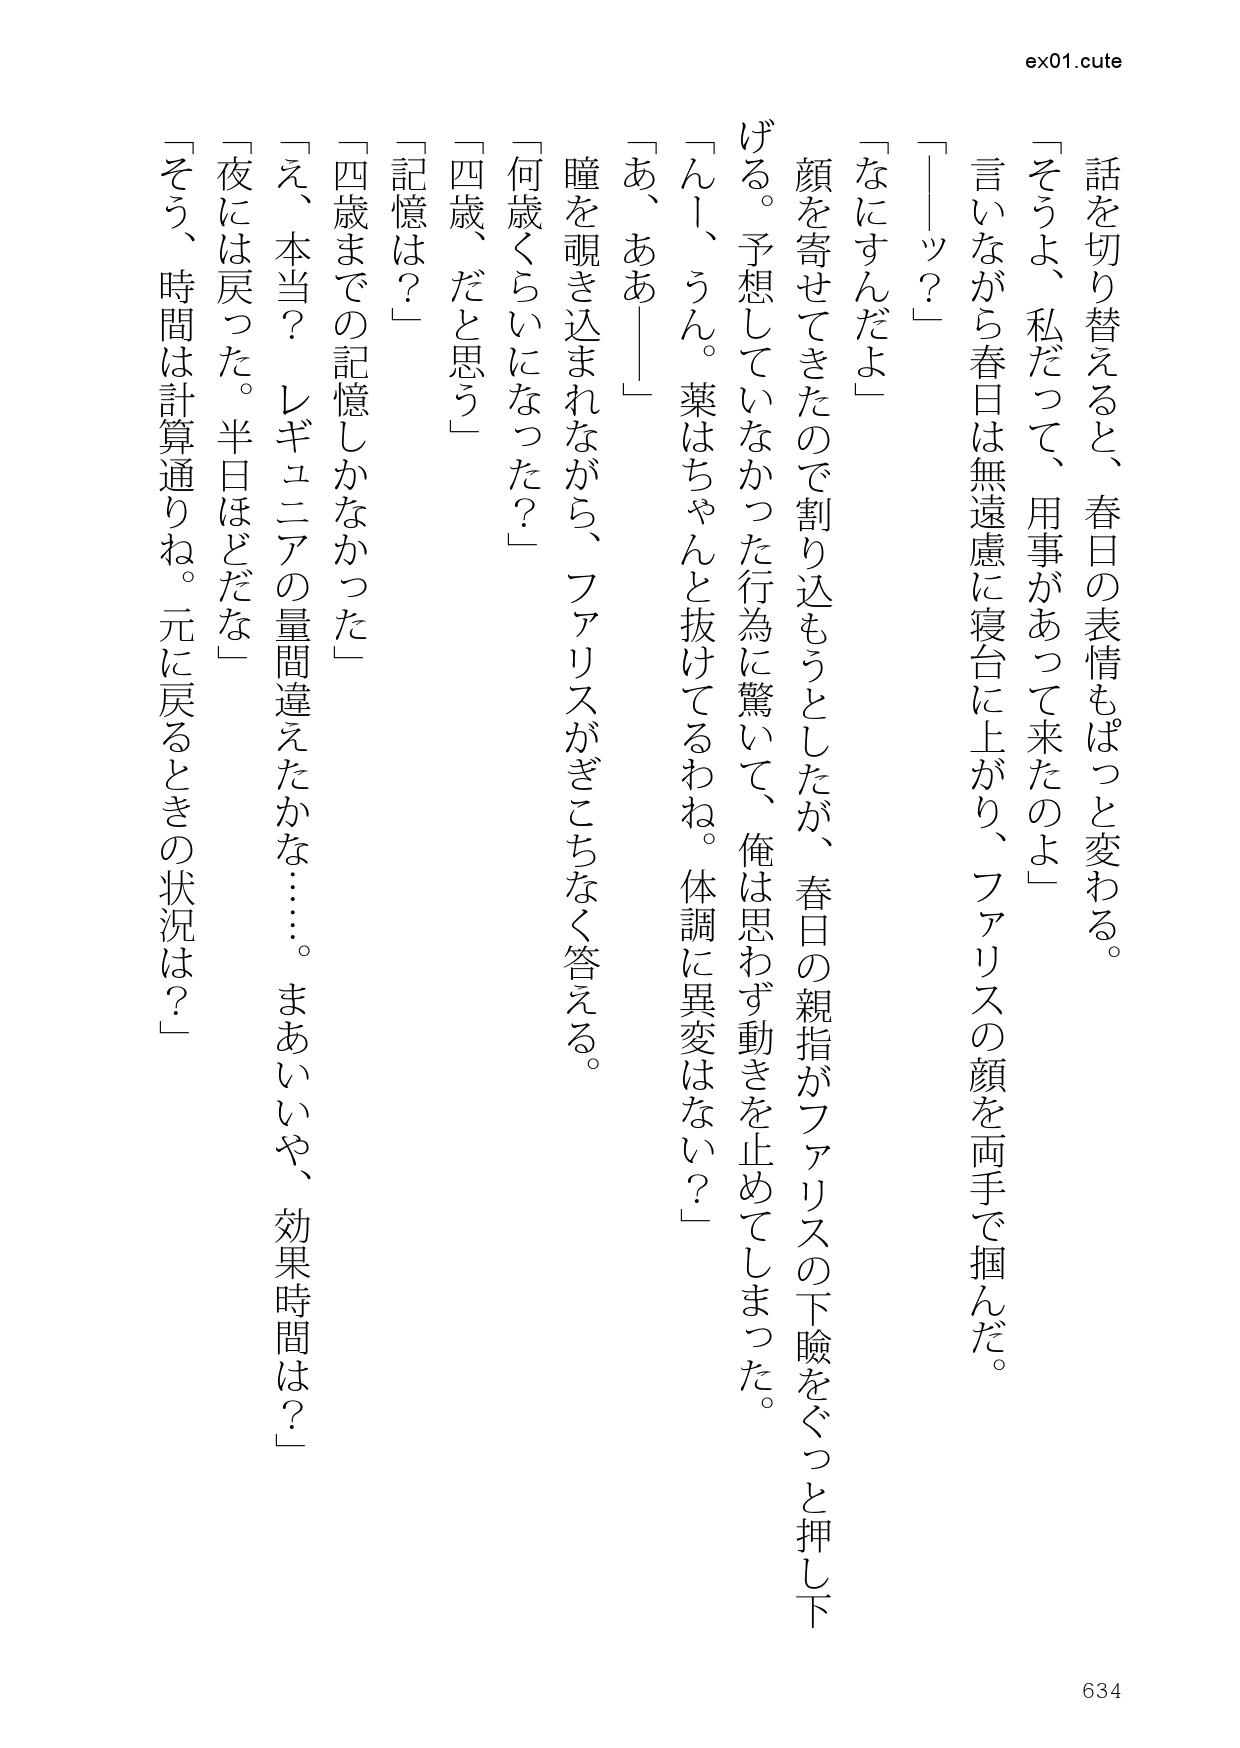 ex01.cute
　話を切り替えると、春日の表情もぱっと変わる。
「そうよ、私だって、用事があって来たのよ」
　言いながら春日は無遠慮に寝台に上がり、ファリスの顔を両手で掴んだ。
「――ッ？」
「なにすんだよ」
　顔を寄せてきたので割り込もうとしたが、春日の親指がファリスの下瞼をぐっと押し下
げる。予想していなかった行為に驚いて、俺は思わず動きを止めてしまった。
「んー、うん。薬はちゃんと抜けてるわね。体調に異変はない？」
「あ、ああ――」
　瞳を覗き込まれながら、ファリスがぎこちなく答える。
「何歳くらいになった？」
「四歳、だと思う」
「記憶は？」
「四歳までの記憶しかなかった」
「え、本当？　レギュニアの量間違えたかな……。まあいいや、効果時間は？」
「夜には戻った。半日ほどだな」
「そう、時間は計算通りね。元に戻るときの状況は？」
634